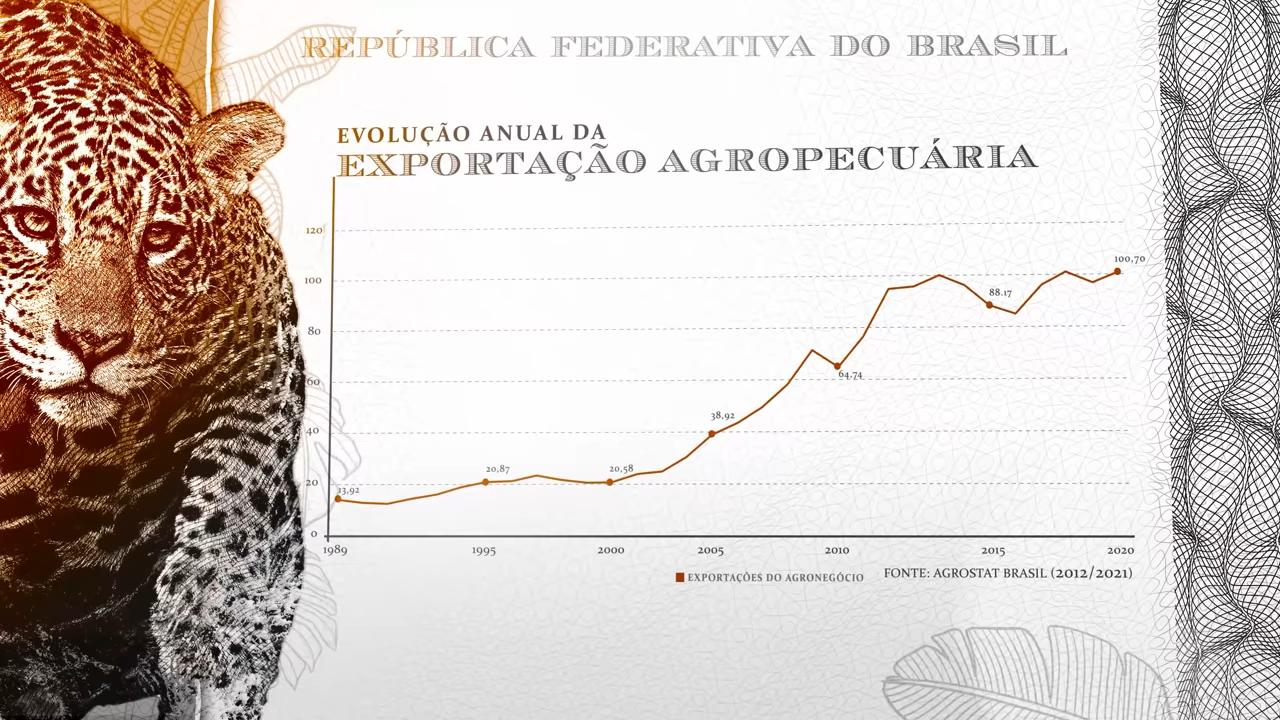 REPÚBLICA FEDERATIVA DO BRASIL
EVOLUÇÃO ANUAL DA
EXPORTAÇÃO AGROPECUÁRIA
120
100
80
60
40
20
0
13,92
20,87
20,58
38,92
64,74
88.17
100,70
1989 1995 2000 2005 2010 2015 2020
EXPORTAÇÕES DO AGRONEGÓCIO FONTE: AGROSTAT BRASIL (2012/2021)